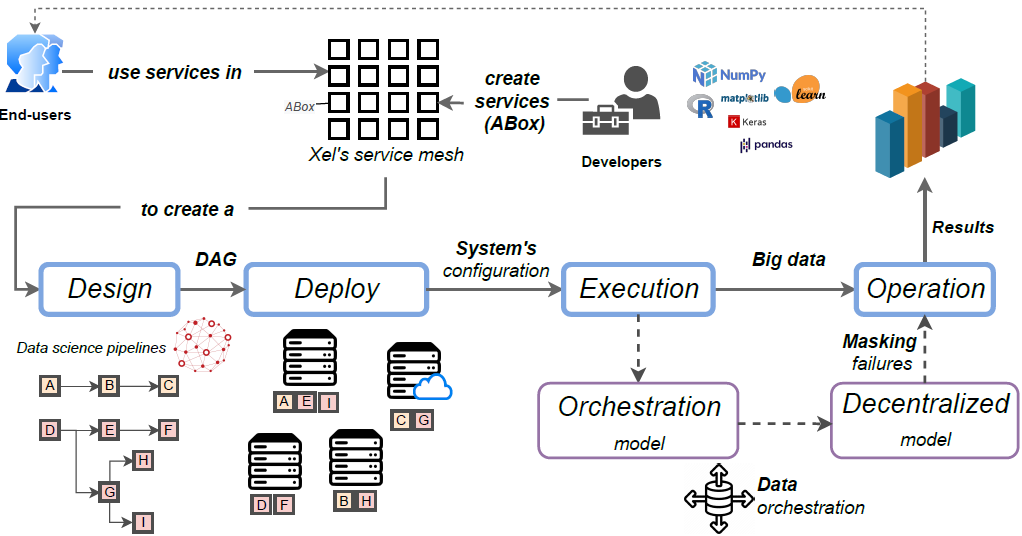 End-users
use services in
ABox
Xel's service mesh
create
services
(ABox)
Developers
NumPy
R
matplotlib
learn
K Keras
pandas
to create a
Design
DAG
Deploy
System's
configuration
Execution
Big data
Operation
Results
Data science pipelines
A B C
D E F
H
G
I
A E I
C G
D F
B H
Orchestration
model
Masking
failures
Decentralized
model
Data
orchestration